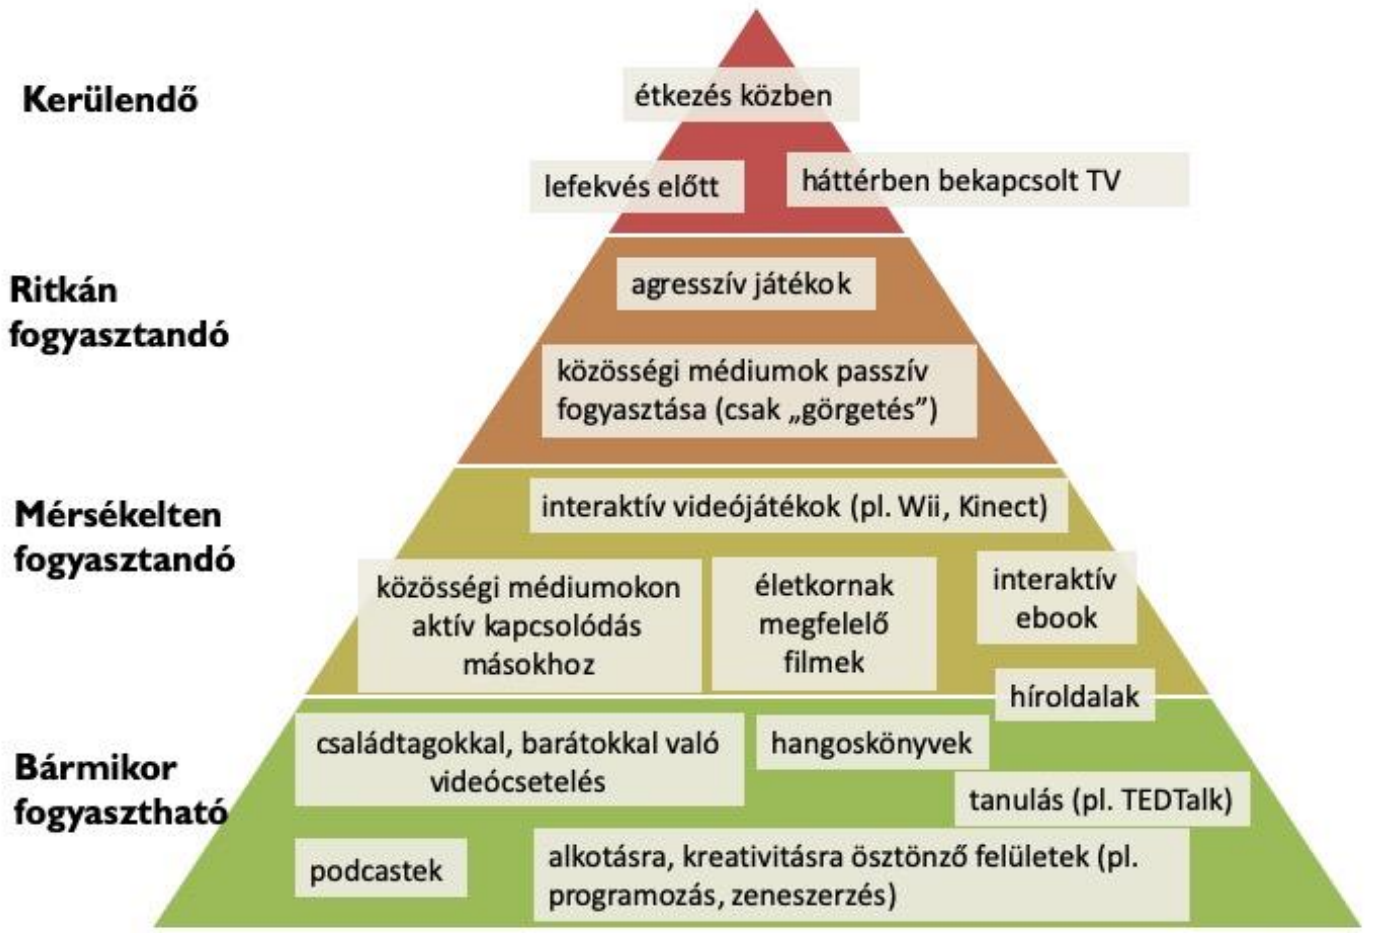 Kerülendő
étkezés közben
lefekvés előtt
háttérben bekapcsolt TV
Ritkán
fogyasztandó
agresszív játékok
közösségi médiumok passzív
fogyasztása (csak „görgetés”)
Mérsékelten
fogyasztandó
interaktív videójátékok (pl. Wii, Kinect)
közösségi médiumokon
aktív kapcsolódás
másokhoz
életkornak
megfelelő
filmek
interaktív
ebook
híroldalak
Bármikor
fogyasztható
családtagokkal, barátokkal való
videócsetelés
hangoskönyvek
tanulás (pl. TEDTalk)
podcastek
alkotásra, kreativitásra ösztönző felületek (pl.
programozás, zeneszerzés)